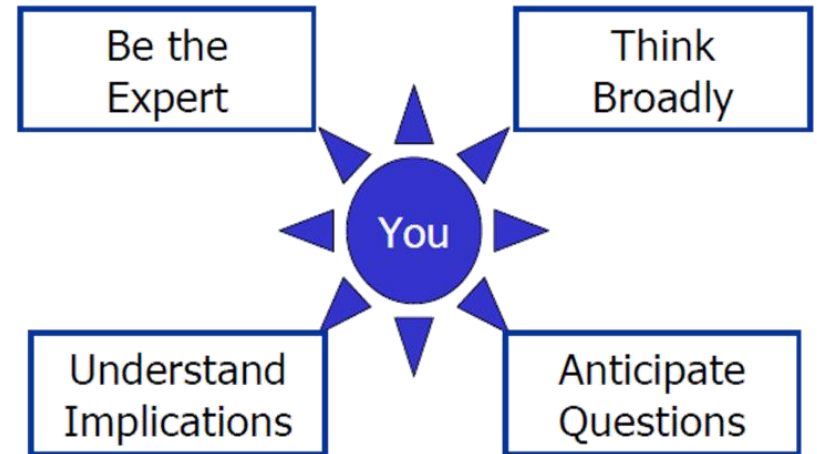 Be the
Expert
Think
Broadly
You
Understand
Implications
Anticipate
Questions